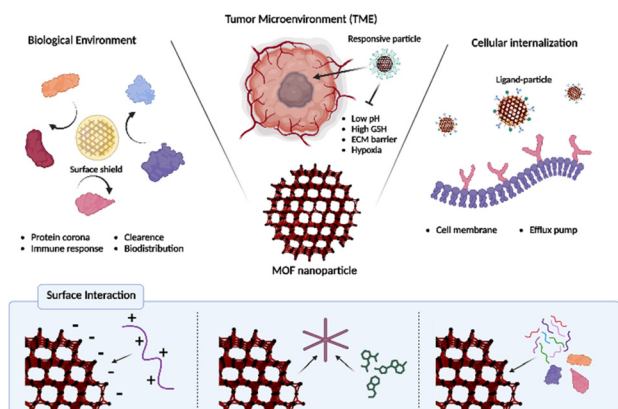 Tumor Microenvironment (TME)
Biological Environment
Responsive particle
Cellular internalization
Ligand-particle
• Low pH
• High GSH
• ECM barrier
• Hypoxia
Surface shield
• Protein corona • Clearence
• Immune response • Biodistribution
MOF nanoparticle
• Cell membrane • Efflux pump
Surface Interaction
- - - - - -
+ + + +